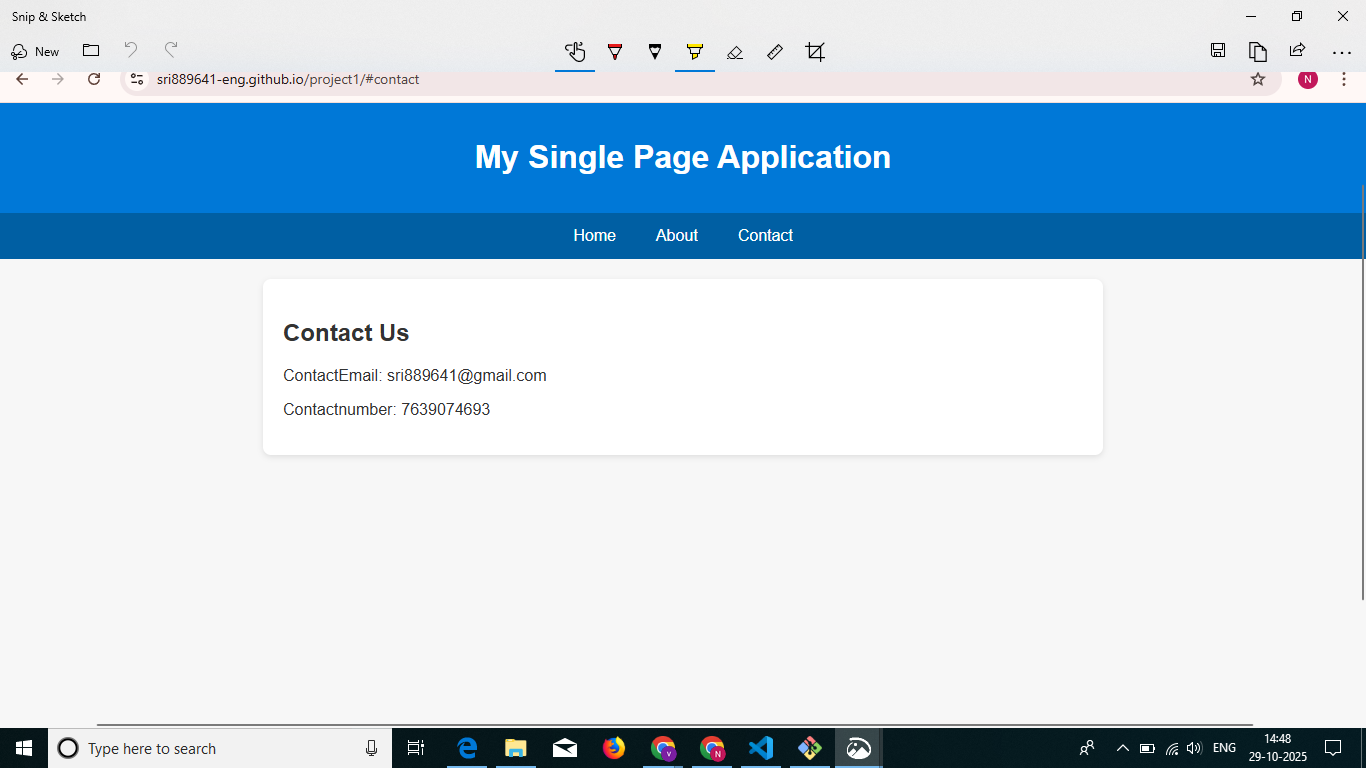 Snip & Sketch
New
sri889641-eng.github.io/project1/#contact
N
My Single Page Application
Home About Contact
Contact Us
ContactEmail: sri889641@gmail.com
Contactnumber: 7639074693
Type here to search
V
N
ENG
14:48
29-10-2025